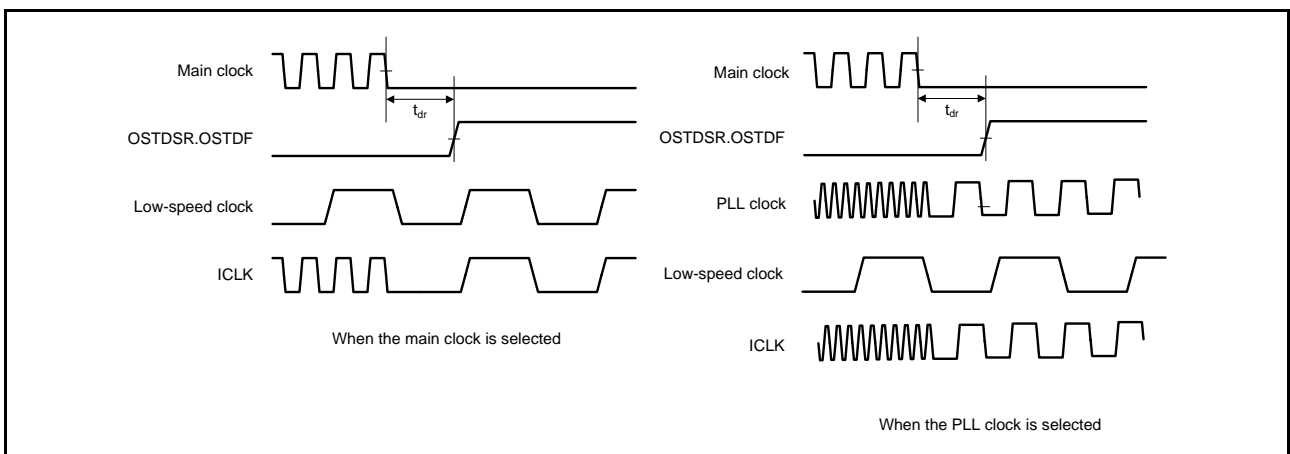 Main clock
t_dr
OSTDSR.OSTDF
Low-speed clock
ICLK
When the main clock is selected
Main clock
t_dr
OSTDSR.OSTDF
PLL clock
Low-speed clock
ICLK
When the PLL clock is selected